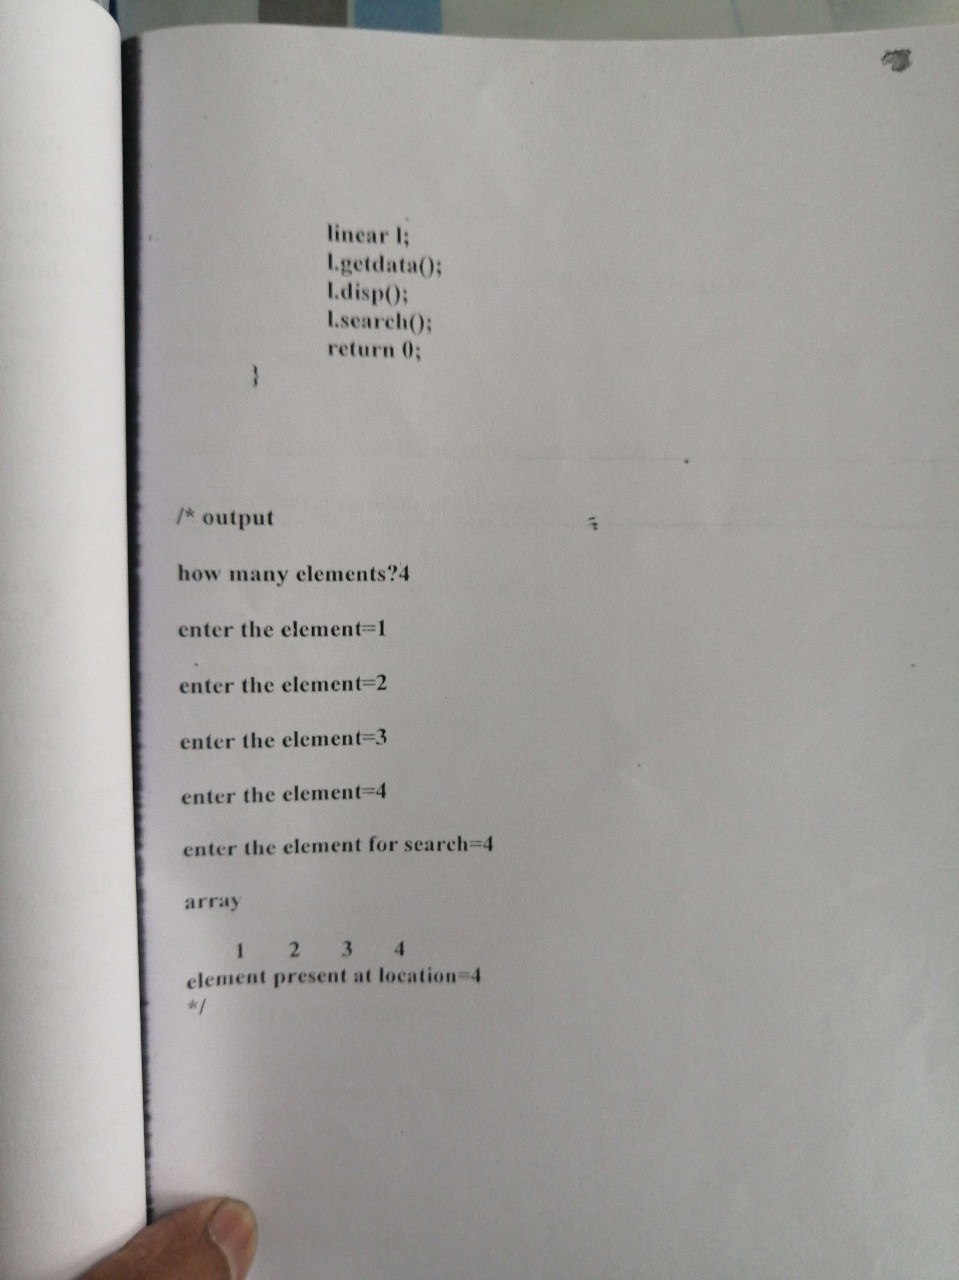 linear l;
l.getdata();
l.disp();
l.search();
return 0;
}
/* output
how many elements?4
enter the element=1
enter the element=2
enter the element=3
enter the element=4
enter the element for search=4
array
1 2 3 4
element present at location=4
*/